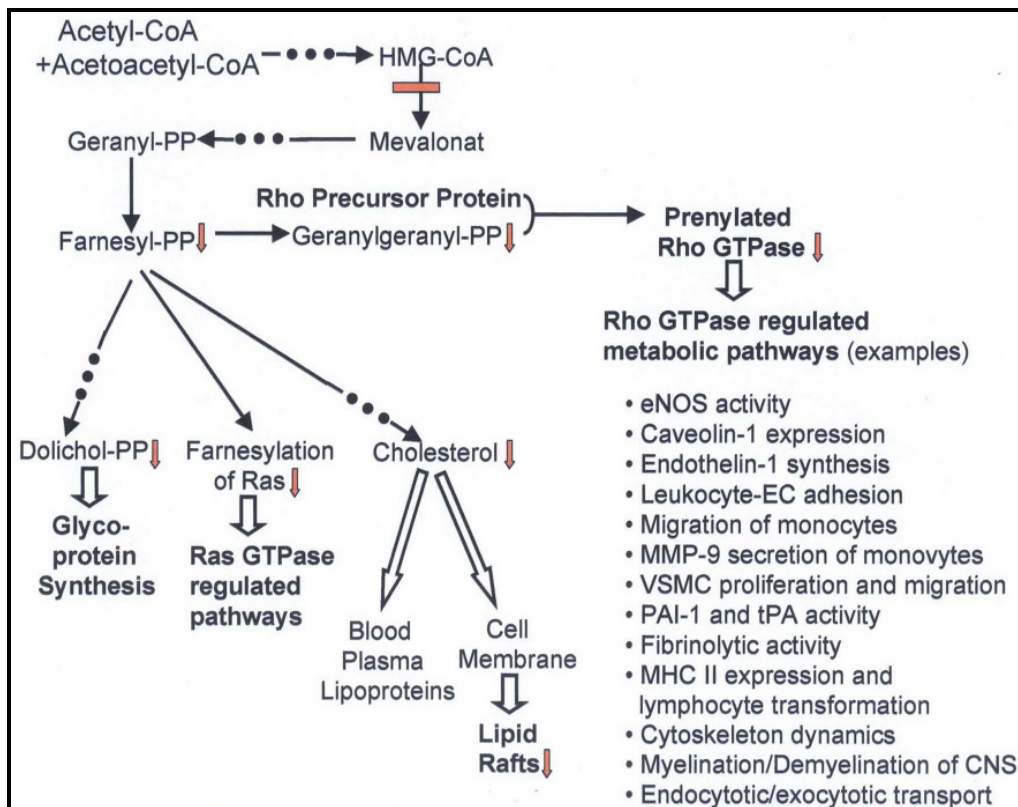 Acetyl-CoA
+Acetoacetyl-CoA
HMG-CoA
Geranyl-PP
Mevalonat
Rho Precursor Protein
Farnesyl-PP
Geranylgeranyl-PP
Prenylated
Rho GTPase
Rho GTPase regulated
metabolic pathways (examples)
Dolichol-PP
Glyco-
protein
Synthesis
Farnesylation
of Ras
Ras GTPase
regulated
pathways
Cholesterol
Blood
Plasma
Lipoproteins
Cell
Membrane
Lipid
Rafts
• eNOS activity
• Caveolin-1 expression
• Endothelin-1 synthesis
• Leukocyte-EC adhesion
• Migration of monocytes
• MMP-9 secretion of monovytes
• VSMC proliferation and migration
• PAI-1 and tPA activity
• Fibrinolytic activity
• MHC II expression and
lymphocyte transformation
• Cytoskeleton dynamics
• Myelination/Demyelination of CNS
• Endocytotic/exocytotic transport